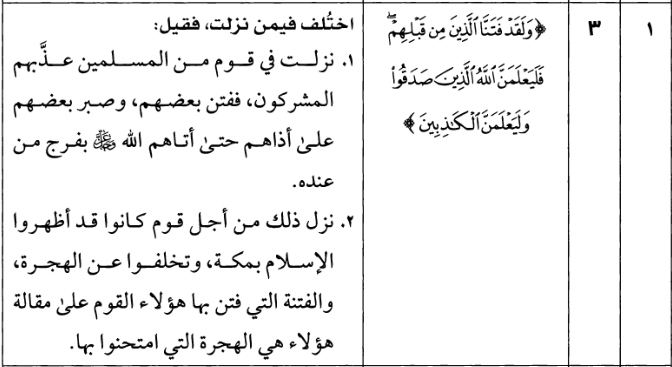 ١
٣
﴿وَلَقَدْ فَتَنَّا الَّذِينَ مِن قَبْلِهِمْ ۖ
فَلَيَعْلَمَنَّ اللَّهُ الَّذِينَ صَدَقُوا
وَلَيَعْلَمَنَّ الْكَاذِبِينَ﴾
اختُلف فيمن نزلت، فقيل:
١. نزلت في قوم من المسلمين عذَّبهم
المشركون، ففتن بعضهم، وصبر بعضهم
على أذاهم حتى أتاهم الله ﷻ بفرج من
عنده.
٢. نزل ذلك من أجل قوم كانوا قد أظهروا
الإسلام بمكة، وتخلفوا عن الهجرة،
والفتنة التي فتن بها هؤلاء القوم على مقالة
هؤلاء هي الهجرة التي امتحنوا بها.